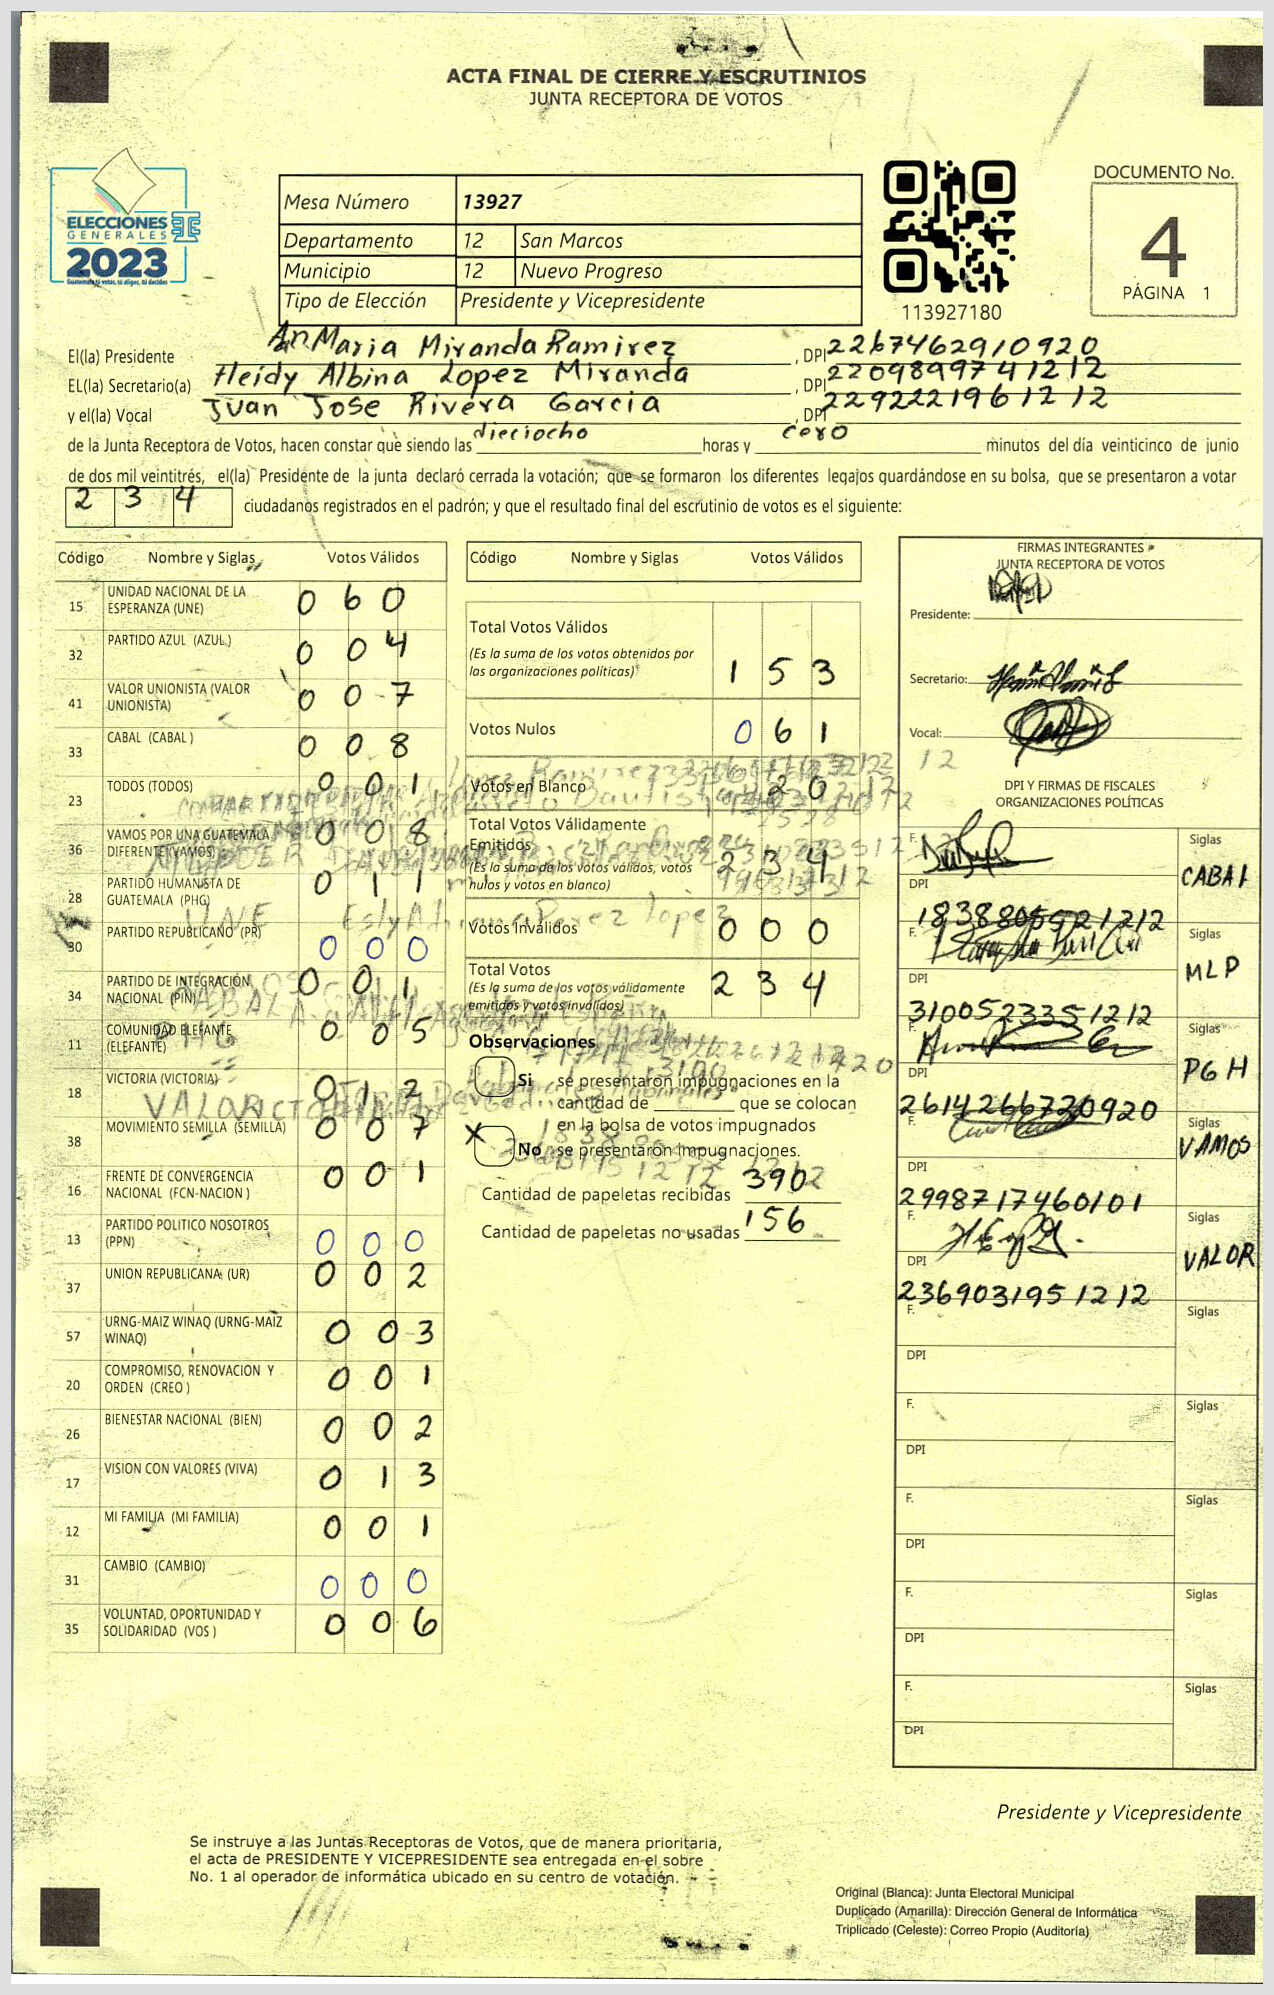 ACTA FINAL DE CIERRE Y ESCRUTINIOS
JUNTA RECEPTORA DE VOTOS
ELECCIONES
GENERALES
2023
Guatemala tú votas, tú eliges, tú decides
Mesa Número 13927
Departamento 12 San Marcos
Municipio 12 Nuevo Progreso
Tipo de Elección Presidente y Vicepresidente
113927180
DOCUMENTO No.
4
PÁGINA 1
El(la) Presidente Maria Miranda Ramirez, DPI 2267462910920
EL(la) Secretario(a) Heidy Albina Lopez Miranda, DPI 2209899741212
y el(la) Vocal Juan Jose Rivera Garcia, DPI 2292221961212
de la Junta Receptora de Votos, hacen constar que siendo las dieciocho horas y cero minutos del día veinticinco de junio
de dos mil veintitrés, el(la) Presidente de la junta declaró cerrada la votación; que se formaron los diferentes legajos guardándose en su bolsa, que se presentaron a votar
2 3 4 ciudadanos registrados en el padrón; y que el resultado final del escrutinio de votos es el siguiente:
Código Nombre y Siglas Votos Válidos
15 UNIDAD NACIONAL DE LA ESPERANZA (UNE) 0 6 0
32 PARTIDO AZUL (AZUL) 0 0 4
41 VALOR UNIONISTA (VALOR UNIONISTA) 0 0 7
33 CABAL (CABAL) 0 0 8
23 TODOS (TODOS) 0 0 1
36 VAMOS POR UNA GUATEMALA DIFERENTE (VAMOS) 0 0 8
28 PARTIDO HUMANISTA DE GUATEMALA (PHG) 0 1 1
30 PARTIDO REPUBLICANO (PR) 0 0 0
34 PARTIDO DE INTEGRACIÓN NACIONAL (PIN) 0 0 1
11 COMUNIDAD ELEFANTE (ELEFANTE) 0 0 5
18 VICTORIA (VICTORIA) 0 1 2
38 MOVIMIENTO SEMILLA (SEMILLA) 0 0 7
16 FRENTE DE CONVERGENCIA NACIONAL (FCN-NACION) 0 0 1
13 PARTIDO POLITICO NOSOTROS (PPN) 0 0 0
37 UNION REPUBLICANA (UR) 0 0 2
57 URNG-MAIZ WINAQ (URNG-MAIZ WINAQ) 0 0 3
20 COMPROMISO, RENOVACION Y ORDEN (CREO) 0 0 1
26 BIENESTAR NACIONAL (BIEN) 0 0 2
17 VISION CON VALORES (VIVA) 0 1 3
12 MI FAMILIA (MI FAMILIA) 0 0 1
31 CAMBIO (CAMBIO) 0 0 0
35 VOLUNTAD, OPORTUNIDAD Y SOLIDARIDAD (VOS) 0 0 6
Código Nombre y Siglas Votos Válidos
Total Votos Válidos
(Es la suma de los votos obtenidos por
las organizaciones políticas) 1 5 3
Votos Nulos 0 6 1
Votos en Blanco 2 0
Total Votos Válidamente
Emitidos
(Es la suma de los votos válidos, votos
nulos y votos en blanco) 2 3 4
Votos Inválidos 0 0 0
Total Votos
(Es la suma de los votos válidamente
emitidos y votos inválidos) 2 3 4
Observaciones
Si se presentaron impugnaciones en la
cantidad de que se colocan
en la bolsa de votos impugnados
X No se presentaron impugnaciones.
Cantidad de papeletas recibidas 390
Cantidad de papeletas no usadas 156
FIRMAS INTEGRANTES
JUNTA RECEPTORA DE VOTOS
Presidente:
Secretario:
Vocal:
DPI Y FIRMAS DE FISCALES
ORGANIZACIONES POLÍTICAS
F. Siglas CABAL
DPI 1838805521212
F. Siglas MLP
DPI 3100523351212
F. Siglas PGH
DPI 2614266720920
F. Siglas VAMOS
DPI 2998717460101
F. Siglas VALOR
DPI 2369031951212
F. Siglas
DPI
F. Siglas
DPI
F. Siglas
DPI
F. Siglas
DPI
F. Siglas
DPI
Presidente y Vicepresidente
Se instruye a las Juntas Receptoras de Votos, que de manera prioritaria,
el acta de PRESIDENTE Y VICEPRESIDENTE sea entregada en el sobre
No. 1 al operador de informática ubicado en su centro de votación.
Original (Blanca): Junta Electoral Municipal
Duplicado (Amarilla): Dirección General de Informática
Triplicado (Celeste): Correo Propio (Auditoría)